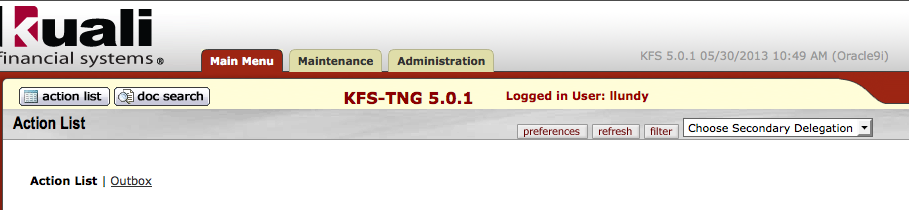 Kuali
financial systems®
Main Menu
Maintenance
Administration
KFS 5.0.1 05/30/2013 10:49 AM (Oracle9i)
action list
doc search
KFS-TNG 5.0.1
Logged in User: llundy
Action List
preferences
refresh
filter
Choose Secondary Delegation
Action List | Outbox